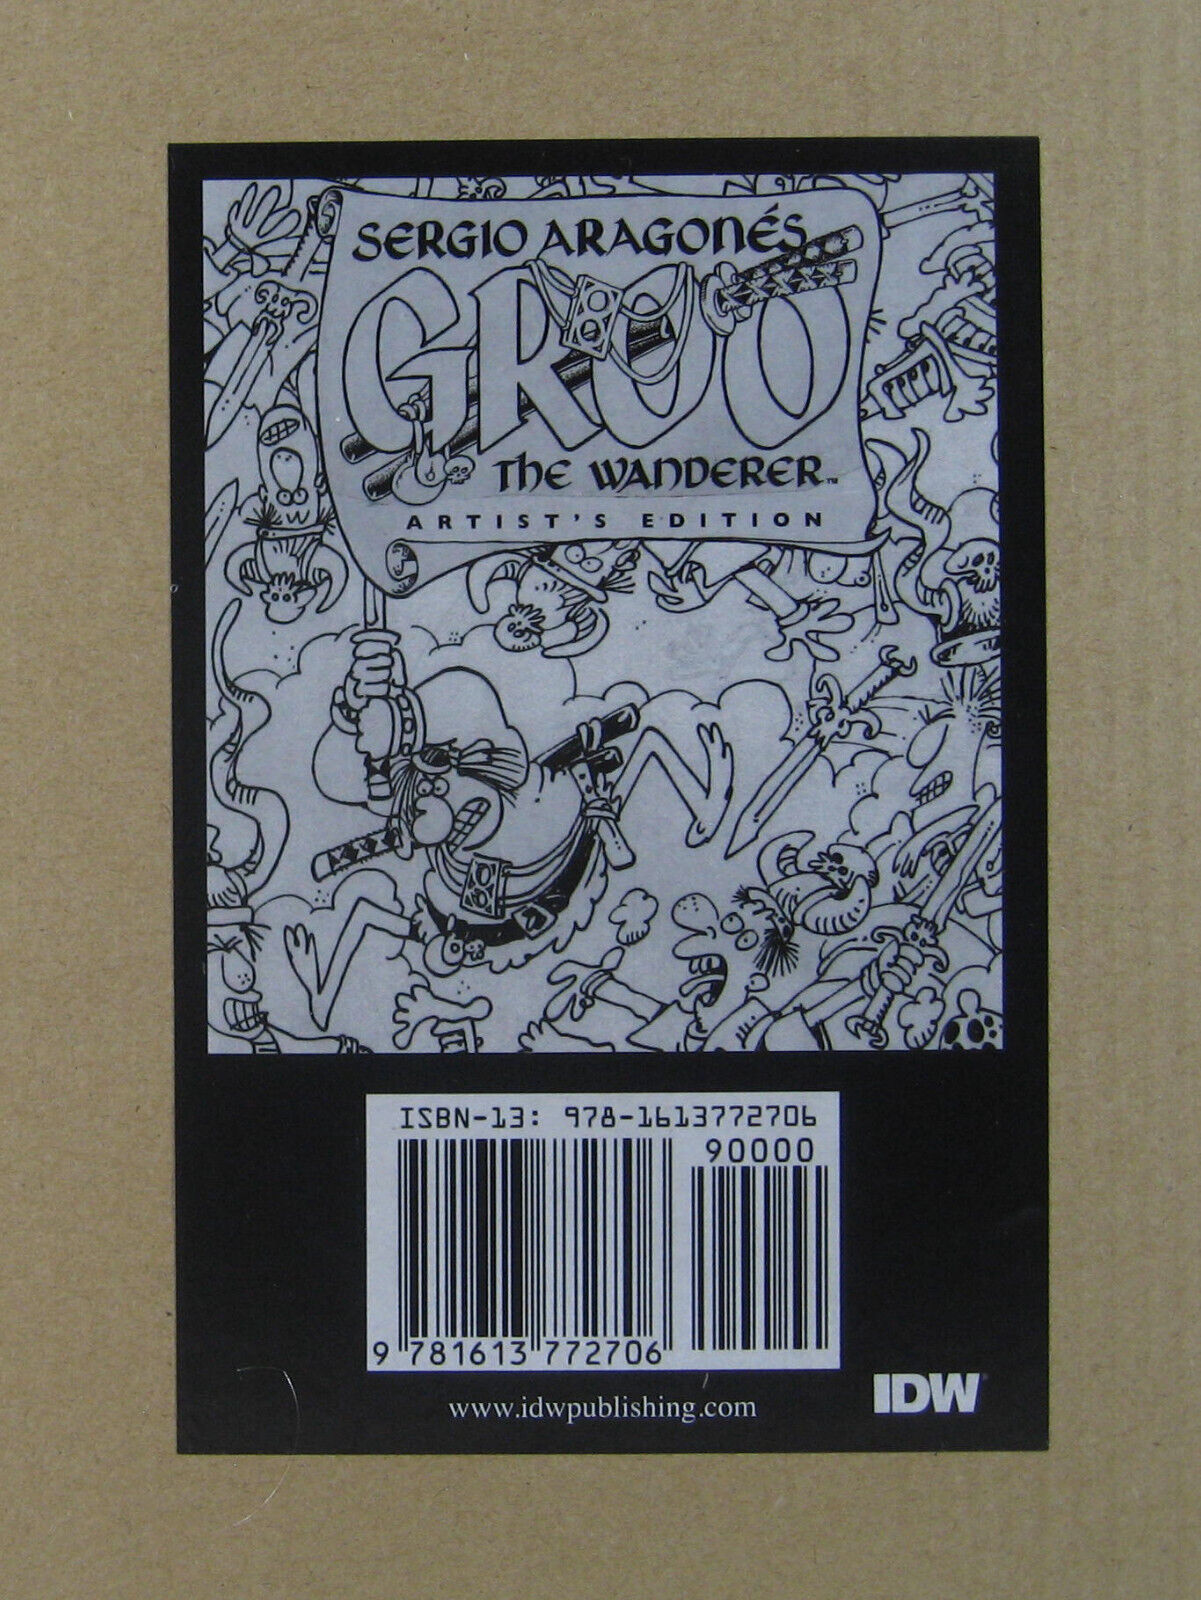 SERGIO ARAGONÉS
GROO
THE WANDERER™
ARTIST'S EDITION
ISBN-13: 978-1613772706
90000
9 781613 772706
www.idwpublishing.com
IDW